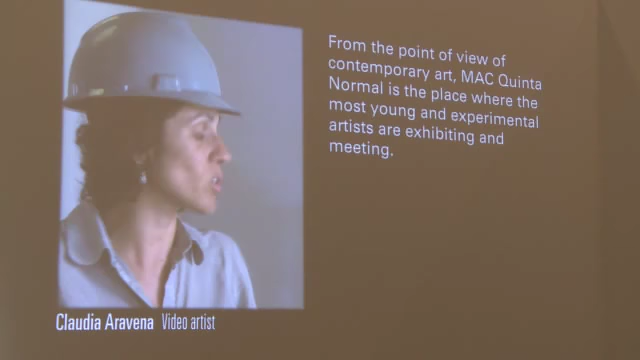 From the point of view of
contemporary art, MAC Quinta
Normal is the place where the
most young and experimental
artists are exhibiting and
meeting.
Claudia Aravena Video artist